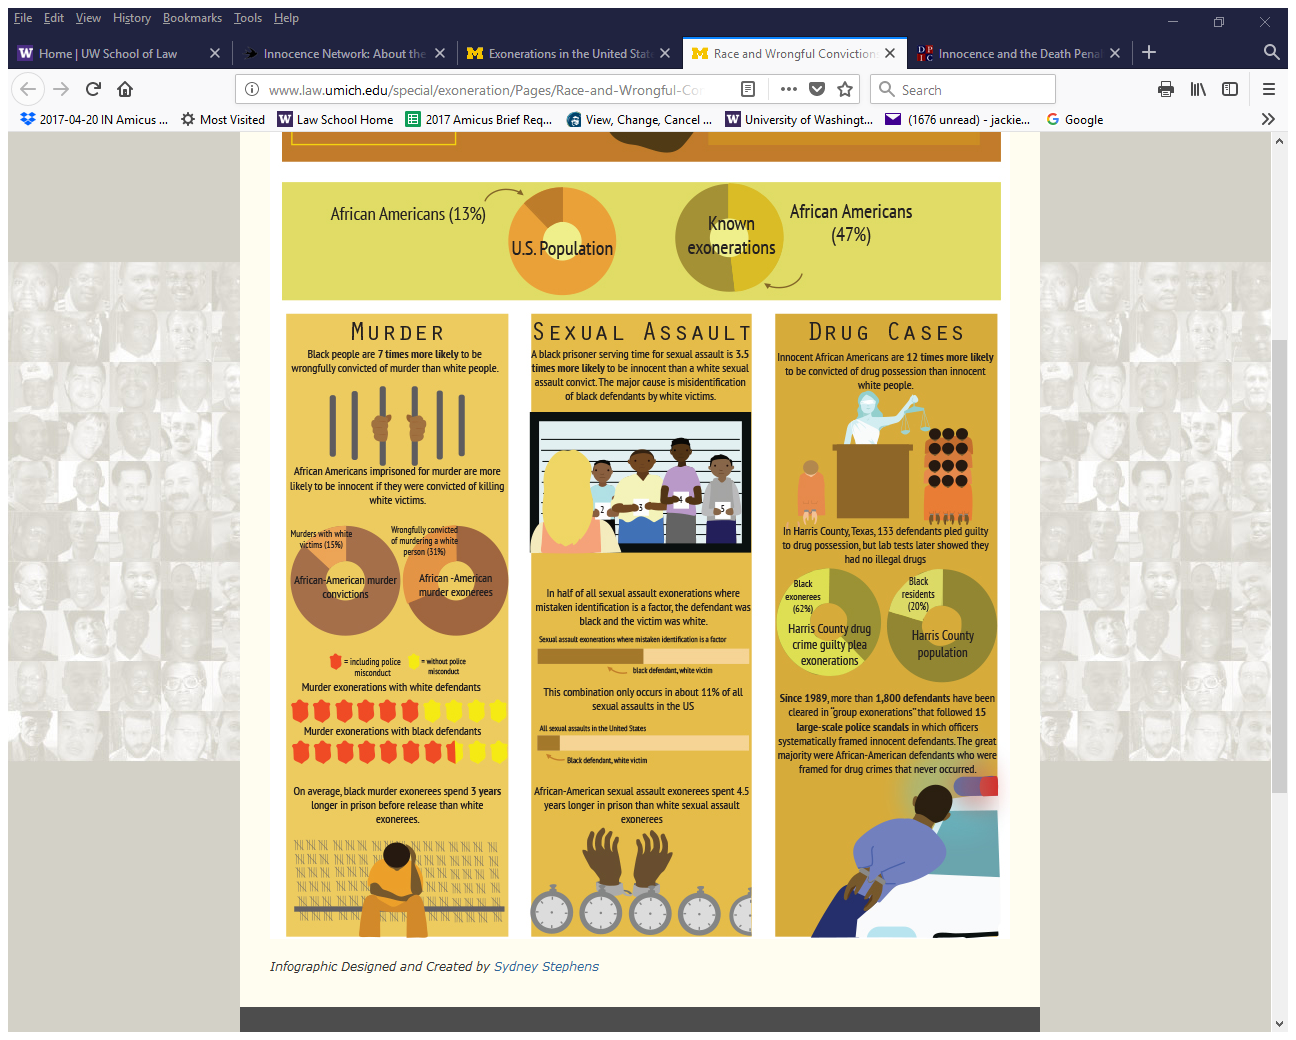 File Edit View History Bookmarks Tools Help
Home | UW School of Law
Innocence Network: About the
Exonerations in the United Stat
Race and Wrongful Conviction
Innocence and the Death Penal
www.law.umich.edu/special/exoneration/Pages/Race-and-Wrongful-Co
Search
2017-04-20 IN Amicus ...
Most Visited
Law School Home
2017 Amicus Brief Req...
View, Change, Cancel ...
University of Washingt...
(1676 unread) - jackie...
Google
African Americans (13%)
U.S. Population
Known
exonerations
African Americans
(47%)
Murder
Black people are 7 times more likely to be
wrongfully convicted of murder than white people.
African Americans imprisoned for murder are more
likely to be innocent if they were convicted of killing
white victims.
Murders with white
victims (15%)
African-American murder
convictions
Wrongfully convicted
of murdering a white
person (31%)
African -American
murder exonerees
= including police
misconduct
= without police
misconduct
Murder exonerations with white defendants
Murder exonerations with black defendants
On average, black murder exonerees spend 3 years
longer in prison before release than white
exonerees.
Sexual Assault
A black prisoner serving time for sexual assault is 3.5
times more likely to be innocent than a white sexual
assault convict. The major cause is misidentification
of black defendants by white victims.
2
3
4
5
In half of all sexual assault exonerations where
mistaken identification is a factor, the defendant was
black and the victim was white.
Sexual assault exonerations where mistaken identification is a factor
black defendant, white victim
This combination only occurs in about 11% of all
sexual assaults in the US
All sexual assaults in the United States
Black defendant, white victim
African-American sexual assault exonerees spent 4.5
years longer in prison than white sexual assault
exonerees
Drug Cases
Innocent African Americans are 12 times more likely
to be convicted of drug possession than innocent
white people.
In Harris County, Texas, 133 defendants pled guilty
to drug possession, but lab tests later showed they
had no illegal drugs
Black
exonerees
(62%)
Harris County drug
crime guilty plea
exonerations
Black
residents
(20%)
Harris County
population
Since 1989, more than 1,800 defendants have been
cleared in "group exonerations" that followed 15
large-scale police scandals in which officers
systematically framed innocent defendants. The great
majority were African-American defendants who were
framed for drug crimes that never occurred.
Infographic Designed and Created by Sydney Stephens